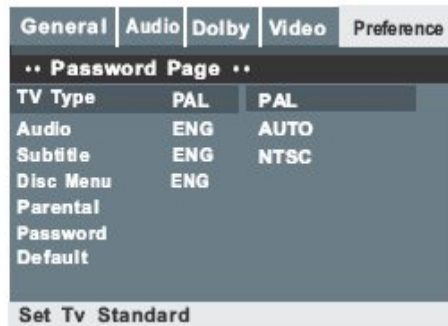 General Audio Dolby Video Preference
•• Password Page ••
TV Type PAL PAL
Audio ENG AUTO
Subtitle ENG NTSC
Disc Menu ENG
Parental
Password
Default
Set Tv Standard